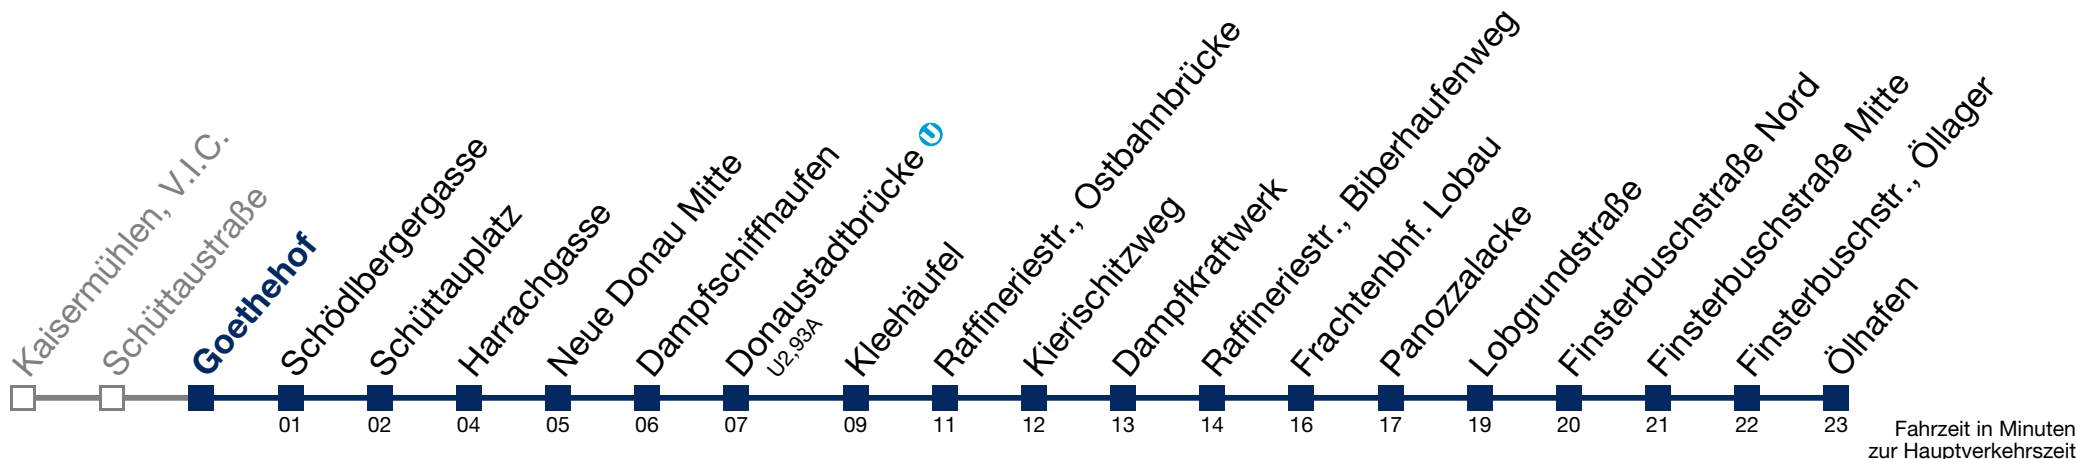 Kaisermühlen, V.I.C.
Schüttaustraße
Goethehof
Schödlbergergasse
Schüttauplatz
Harrachgasse
Neue Donau Mitte
Dampfschiffhaufen
Donaustadtbrücke U
U2,93A
Kleehäufel
Raffineriestr., Ostbahnbrücke
Kierischitzweg
Dampfkraftwerk
Raffineriestr., Biberhaufenweg
Frachtenbhf. Lobau
Panozzalacke
Lobgrundstraße
Finsterbuschstraße Nord
Finsterbuschstraße Mitte
Finsterbuschstr., Öllager
Ölhafen
01 02 04 05 06 07 09 11 12 13 14 16 17 19 20 21 22 23
Fahrzeit in Minuten
zur Hauptverkehrszeit